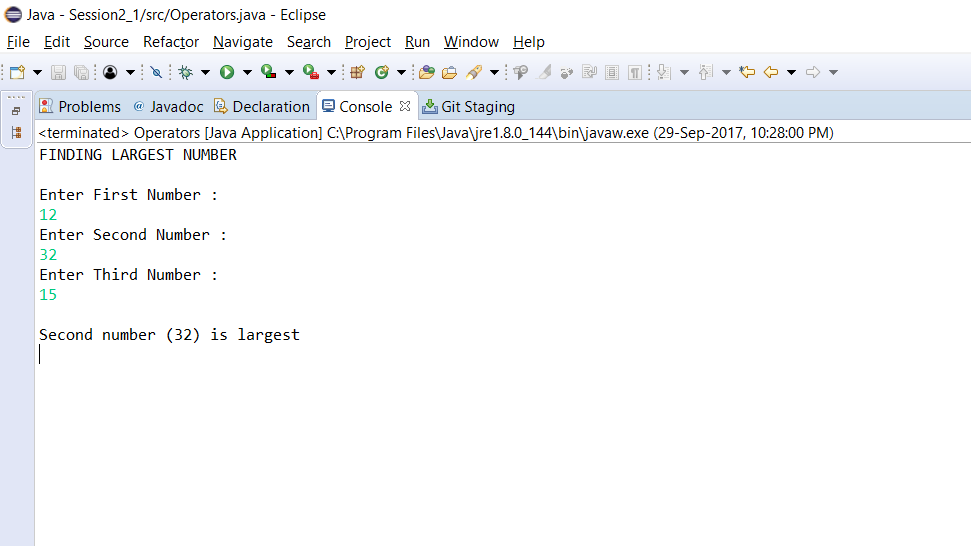 Java - Session2_1/src/Operators.java - Eclipse
File Edit Source Refactor Navigate Search Project Run Window Help
Problems @ Javadoc Declaration Console Git Staging
<terminated> Operators [Java Application] C:\Program Files\Java\jre1.8.0_144\bin\javaw.exe (29-Sep-2017, 10:28:00 PM)
FINDING LARGEST NUMBER
Enter First Number :
12
Enter Second Number :
32
Enter Third Number :
15
Second number (32) is largest